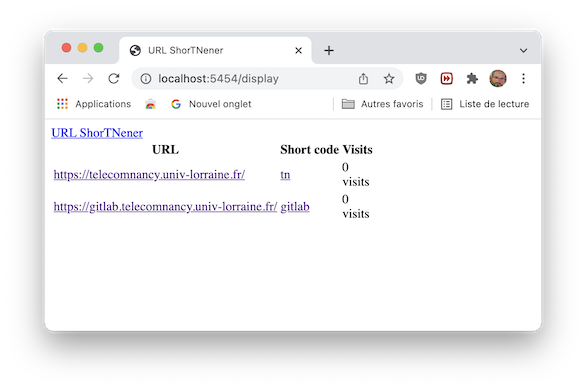 URL ShorTNener
localhost:5454/display
Applications
Nouvel onglet
Autres favoris
Liste de lecture
URL ShorTNener
URL Short code Visits
https://telecomnancy.univ-lorraine.fr/ tn 0
visits
https://gitlab.telecomnancy.univ-lorraine.fr/ gitlab 0
visits